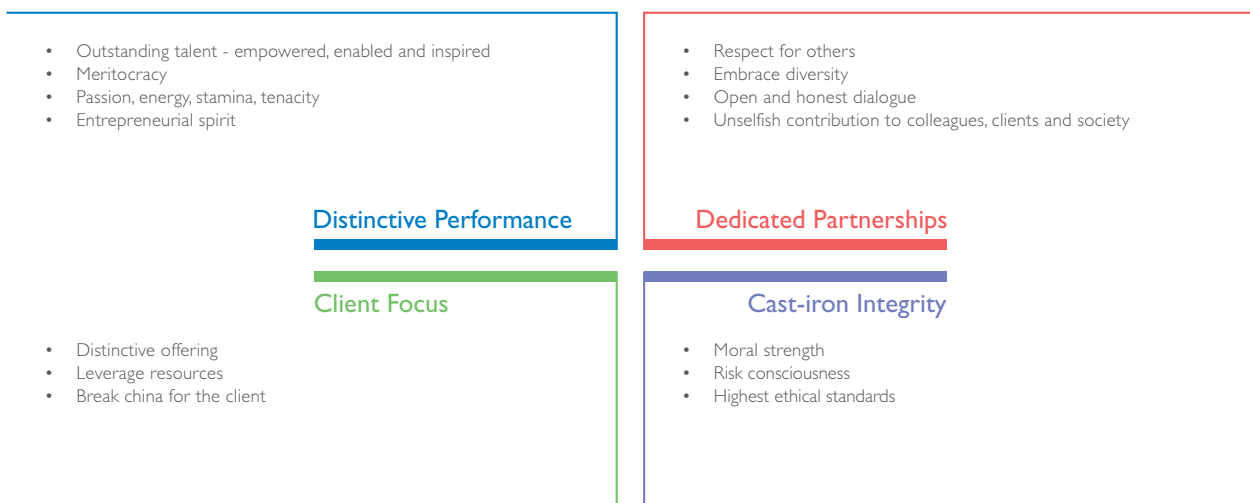 • Outstanding talent - empowered, enabled and inspired
• Meritocracy
• Passion, energy, stamina, tenacity
• Entrepreneurial spirit
Distinctive Performance
• Respect for others
• Embrace diversity
• Open and honest dialogue
• Unselfish contribution to colleagues, clients and society
Dedicated Partnerships
Client Focus
• Distinctive offering
• Leverage resources
• Break china for the client
Cast-iron Integrity
• Moral strength
• Risk consciousness
• Highest ethical standards